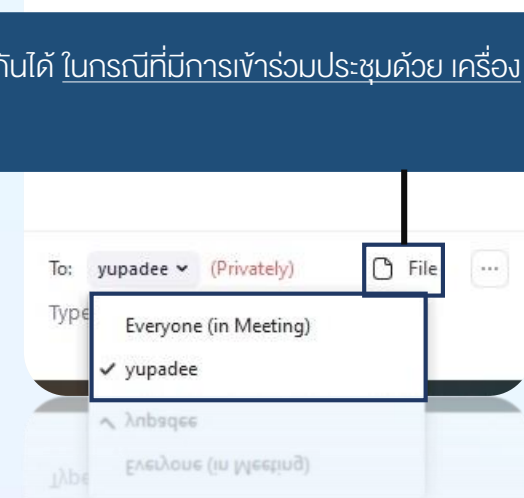 กันได้ ในกรณีที่มีการเข้าร่วมประชุมด้วย เครื่อง
To: yupadee (Privately) File ...
Type
Everyone (in Meeting)
yupadee